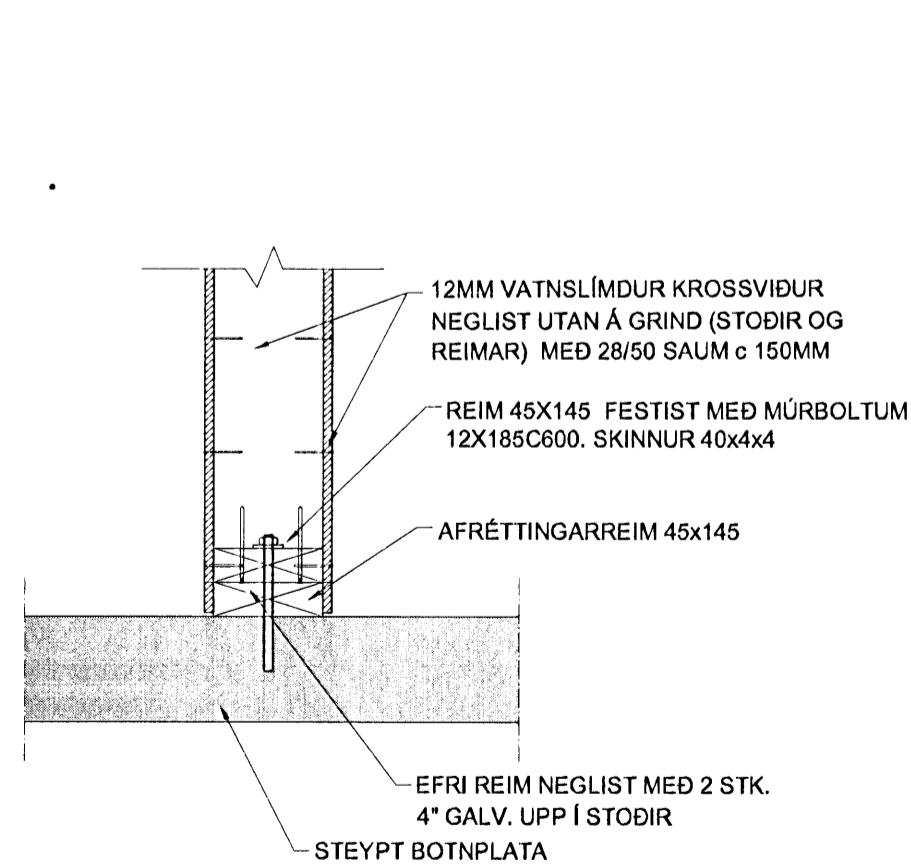 12MM VATNSLÍMDUR KROSSVIÐUR
NEGLIST UTAN Á GRIND (STOÐIR OG
REIMAR) MEÐ 28/50 SAUM c 150MM
REIM 45X145 FESTIST MEÐ MÚRBOLTUM
12X185C600. SKINNUR 40x4x4
AFRÉTTINGARREIM 45x145
EFRI REIM NEGLIST MEÐ 2 STK.
4" GALV. UPP Í STOÐIR
STEYPT BOTNPLATA